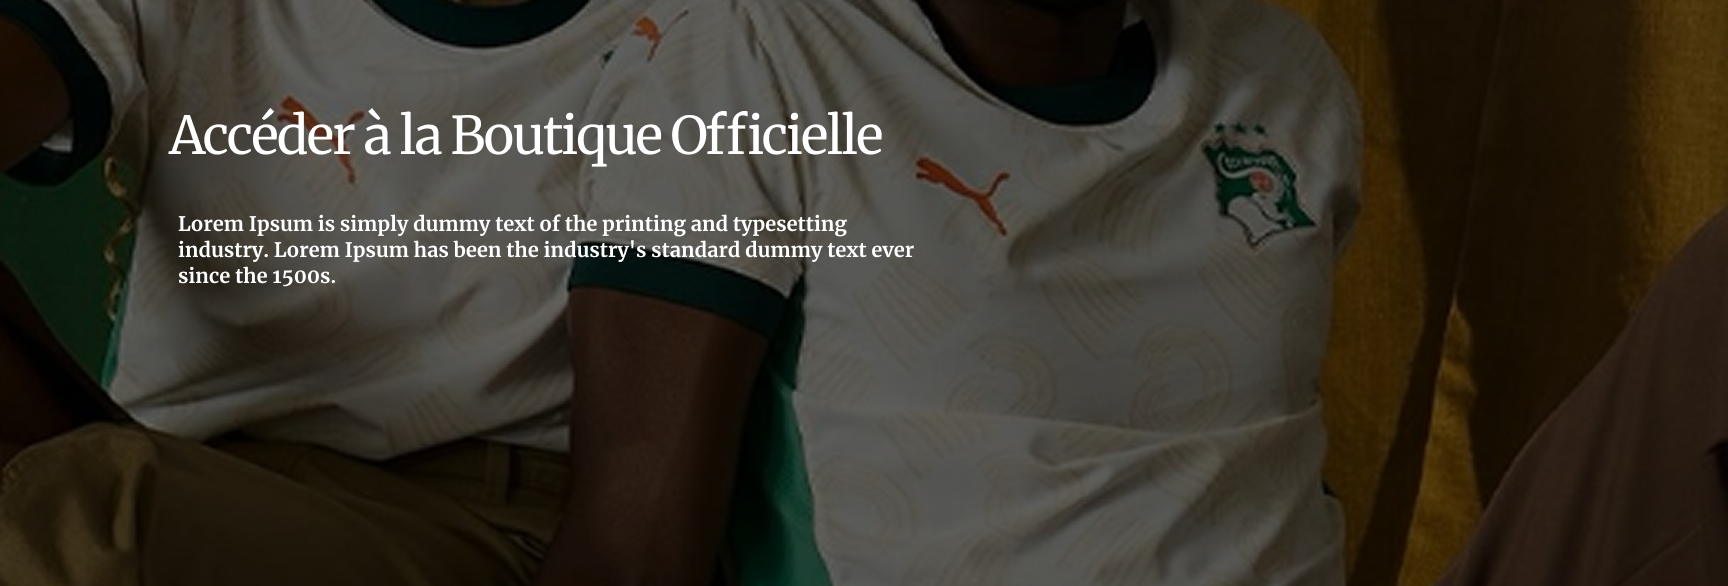 Accéder à la Boutique Officielle
Lorem Ipsum is simply dummy text of the printing and typesetting
industry. Lorem Ipsum has been the industry's standard dummy text ever
since the 1500s.